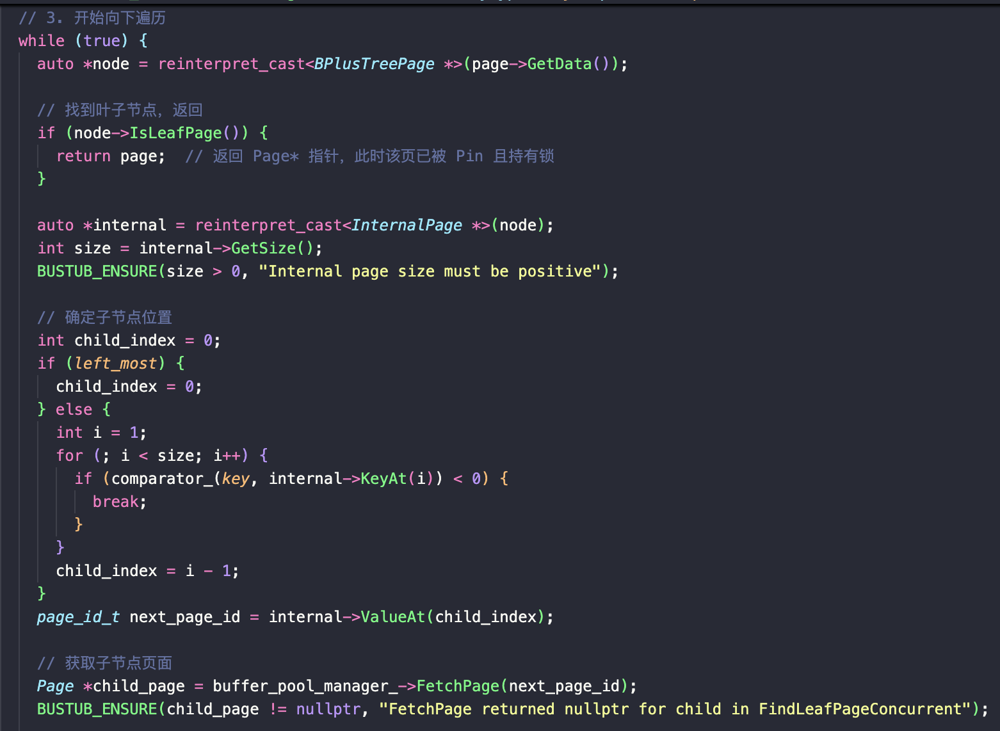 // 3. 开始向下遍历
while (true) {
  auto *node = reinterpret_cast<BPlusTreePage *>(page->GetData());

  // 找到叶子节点，返回
  if (node->IsLeafPage()) {
    return page;  // 返回 Page* 指针，此时该页已被 Pin 且持有锁
  }

  auto *internal = reinterpret_cast<InternalPage *>(node);
  int size = internal->GetSize();
  BUSTUB_ENSURE(size > 0, "Internal page size must be positive");

  // 确定子节点位置
  int child_index = 0;
  if (left_most) {
    child_index = 0;
  } else {
    int i = 1;
    for (; i < size; i++) {
      if (comparator_(key, internal->KeyAt(i)) < 0) {
        break;
      }
    }
    child_index = i - 1;
  }
  page_id_t next_page_id = internal->ValueAt(child_index);

  // 获取子节点页面
  Page *child_page = buffer_pool_manager_->FetchPage(next_page_id);
  BUSTUB_ENSURE(child_page != nullptr, "FetchPage returned nullptr for child in FindLeafPageConcurrent");